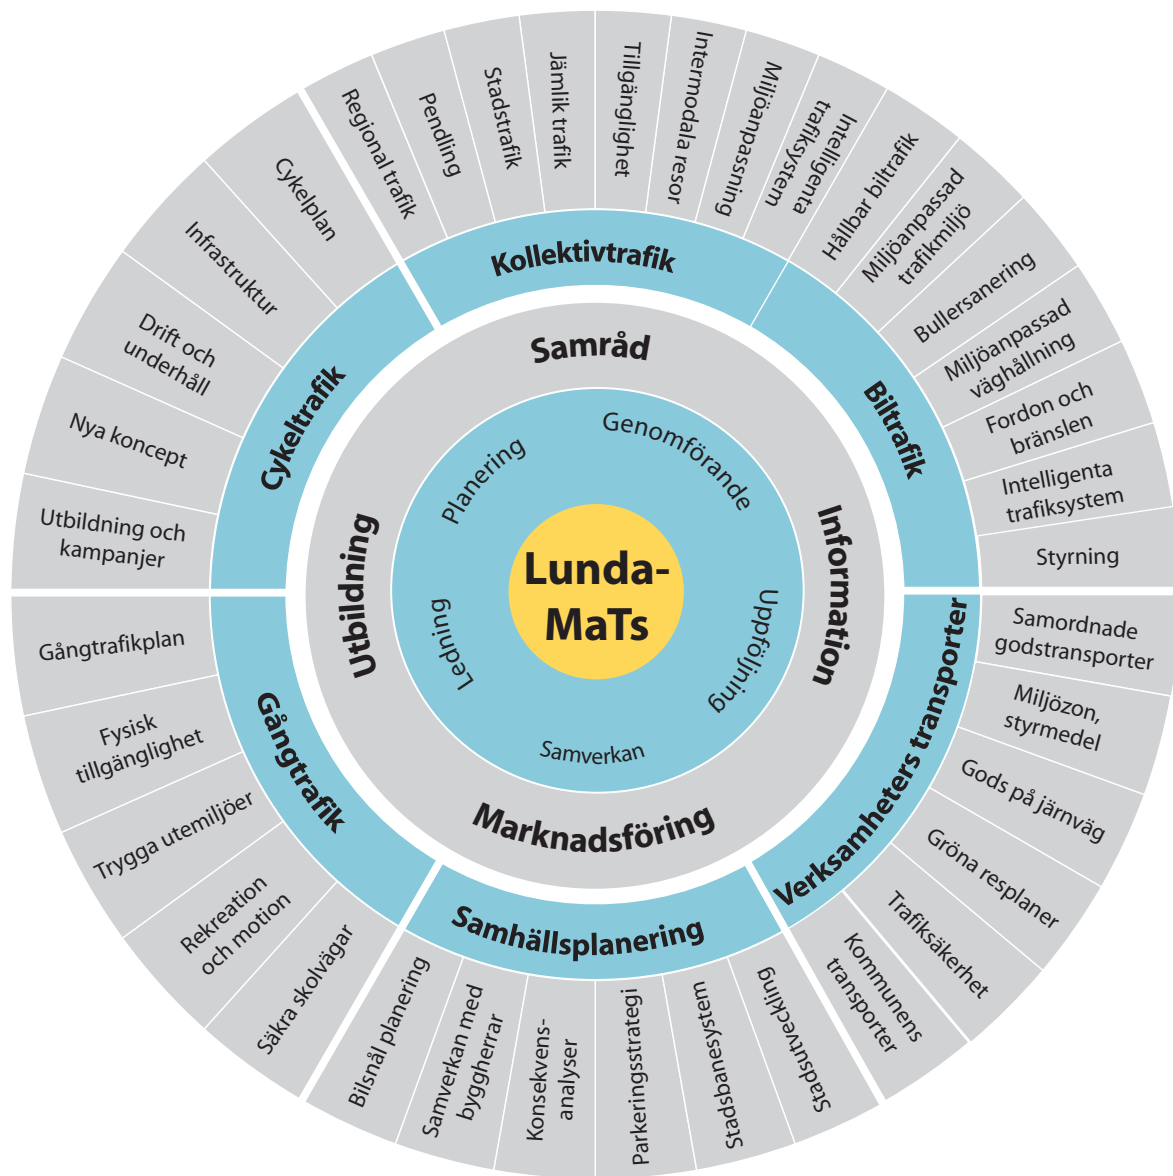 Lunda-
MaTs
Planering
Genomförande
Uppföljning
Samverkan
Ledning
Samråd
Information
Marknadsföring
Utbildning
Kollektivtrafik
Regional trafik
Pendling
Stadstrafik
Jämlik trafik
Tillgänglighet
Intermodala resor
Miljöanpassning
Intelligenta
trafiksystem
Biltrafik
Hållbar biltrafik
Miljöanpassad
trafikmiljö
Bullersanering
Miljöanpassad
väghållning
Fordon och
bränslen
Intelligenta
trafiksystem
Styrning
Verksamheters transporter
Samordnade
godstransporter
Miljözon,
styrmedel
Gods på järnväg
Gröna resplaner
Trafiksäkerhet
Kommunens
transporter
Samhällsplanering
Stadsutveckling
Stadsbanesystem
Parkeringsstrategi
Konsekvens-
analyser
Samverkan med
byggherrar
Bilsnål planering
Gångtrafik
Säkra skolvägar
Rekreation
och motion
Trygga utemiljöer
Fysisk
tillgänglighet
Gångtrafikplan
Cykeltrafik
Utbildning och
kampanjer
Nya koncept
Drift och
underhåll
Infrastruktur
Cykelplan